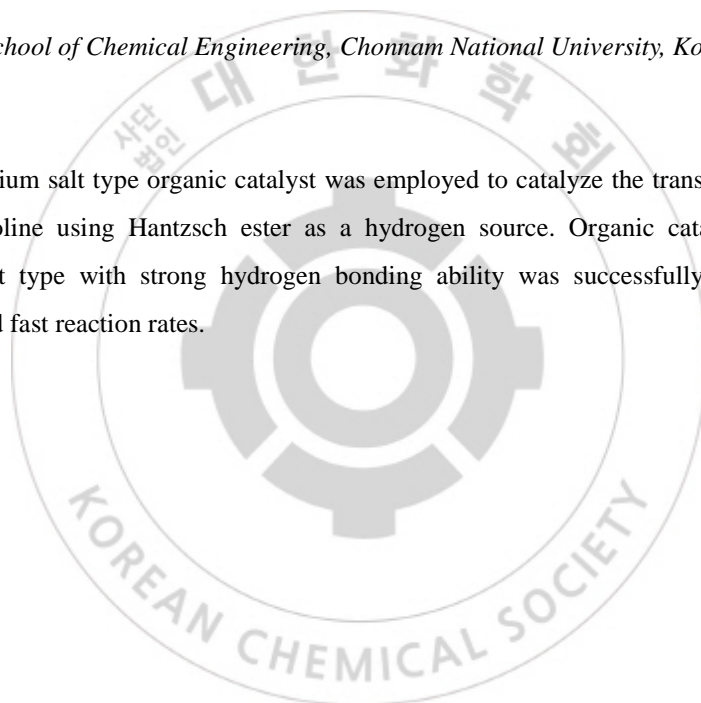 chool of Chemical Engineering, Chonnam National University, Ko
사단
법인
대한화학회
ium salt type organic catalyst was employed to catalyze the trans
oline using Hantzsch ester as a hydrogen source. Organic cata
t type with strong hydrogen bonding ability was successfully
d fast reaction rates.
KOREAN CHEMICAL SOCIETY